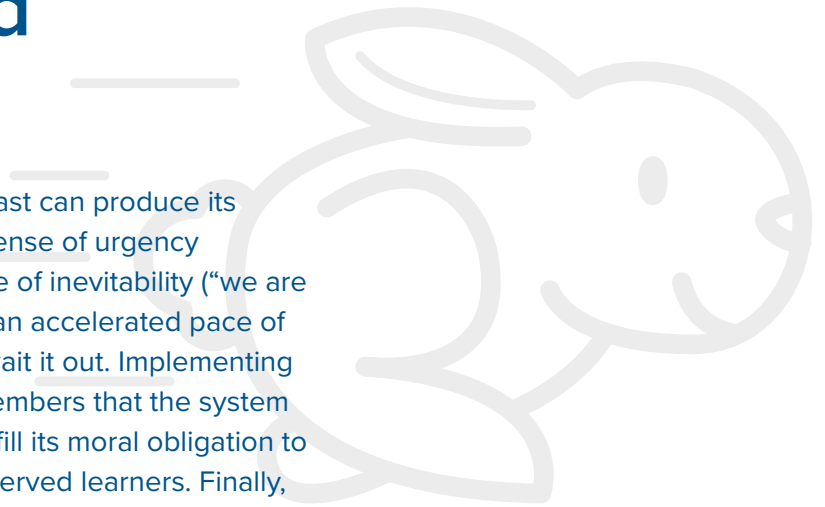 ast can produce its
ense of urgency
e of inevitability (“we are
an accelerated pace of
ait it out. Implementing
embers that the system
fill its moral obligation to
erved learners. Finally,